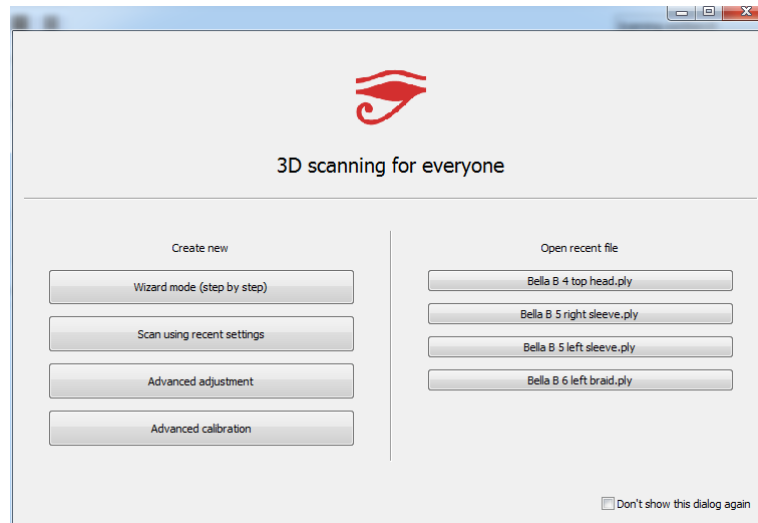 3D scanning for everyone
Create new
Wizard mode (step by step)
Scan using recent settings
Advanced adjustment
Advanced calibration
Open recent file
Bella B 4 top head.ply
Bella B 5 right sleeve.ply
Bella B 5 left sleeve.ply
Bella B 6 left braid.ply
Don't show this dialog again